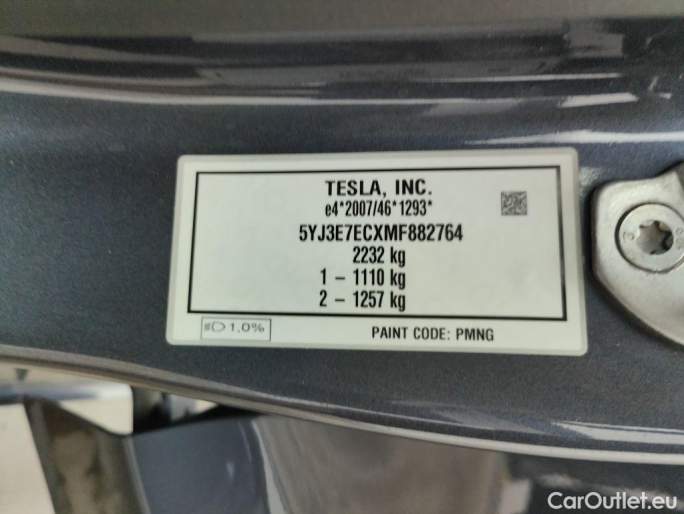 TESLA, INC.
e4*2007/46*1293*
5YJ3E7ECXMF882764
2232 kg
1 – 1110 kg
2 – 1257 kg
1,0%
PAINT CODE: PMNG
CarOutlet.eu